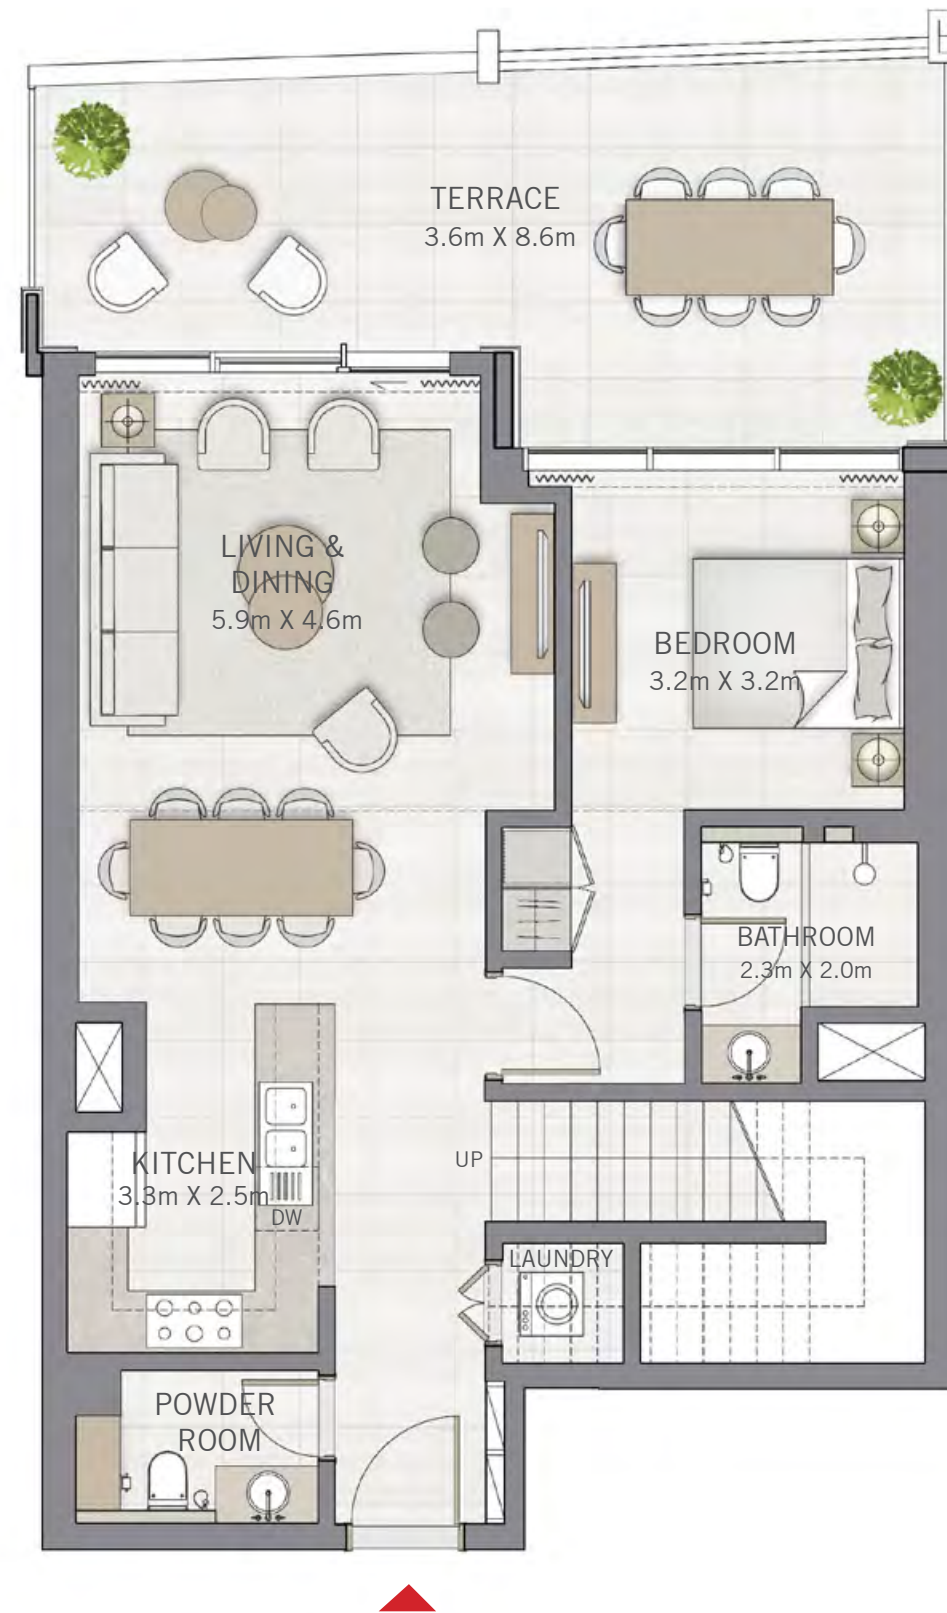 TERRACE
3.6m X 8.6m
LIVING &
DINING
5.9m X 4.6m
BEDROOM
3.2m X 3.2m
BATHROOM
2.3m X 2.0m
KITCHEN
3.3m X 2.5m
DW
UP
LAUNDRY
POWDER
ROOM